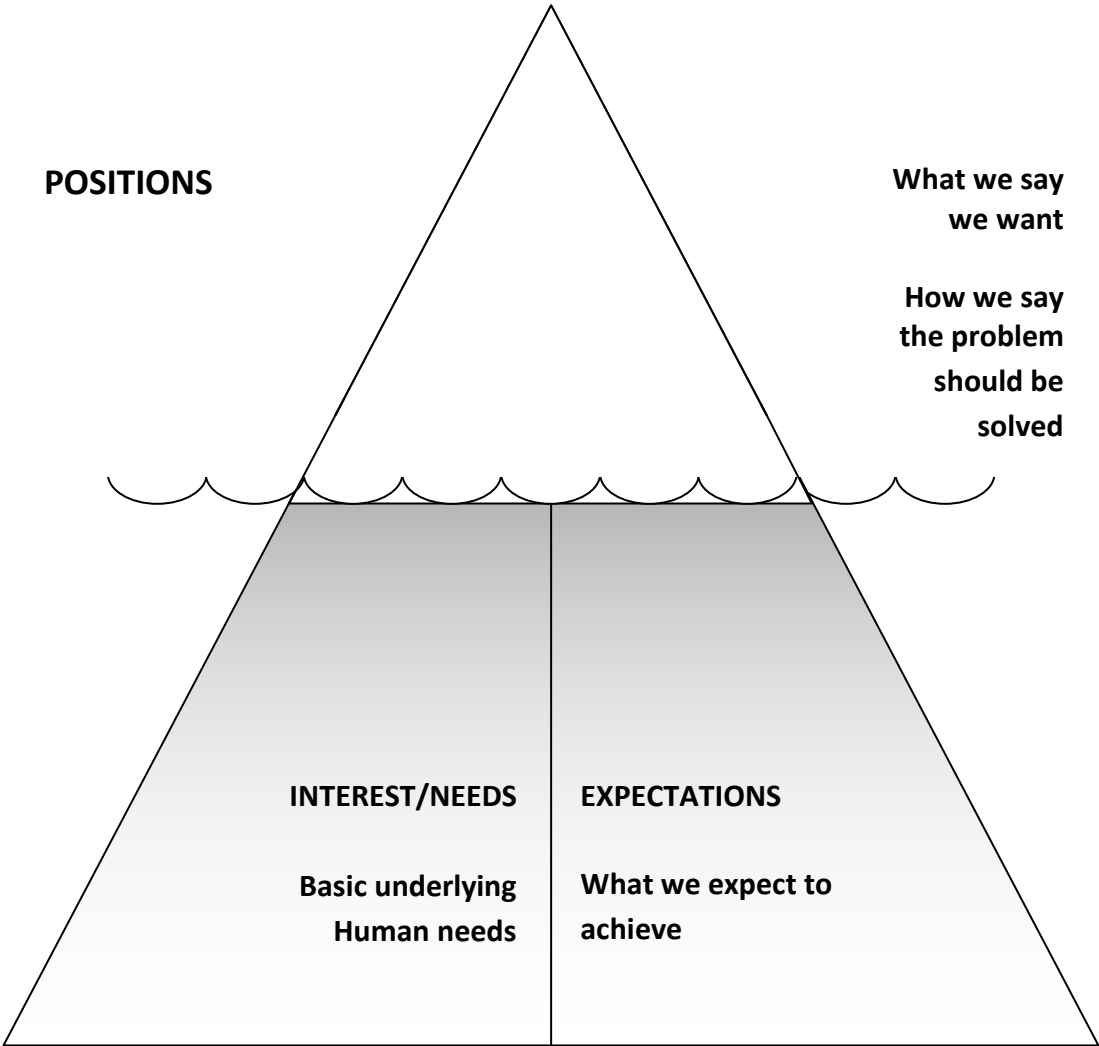 POSITIONS
What we say
we want
How we say
the problem
should be
solved
INTEREST/NEEDS
Basic underlying
Human needs
EXPECTATIONS
What we expect to
achieve